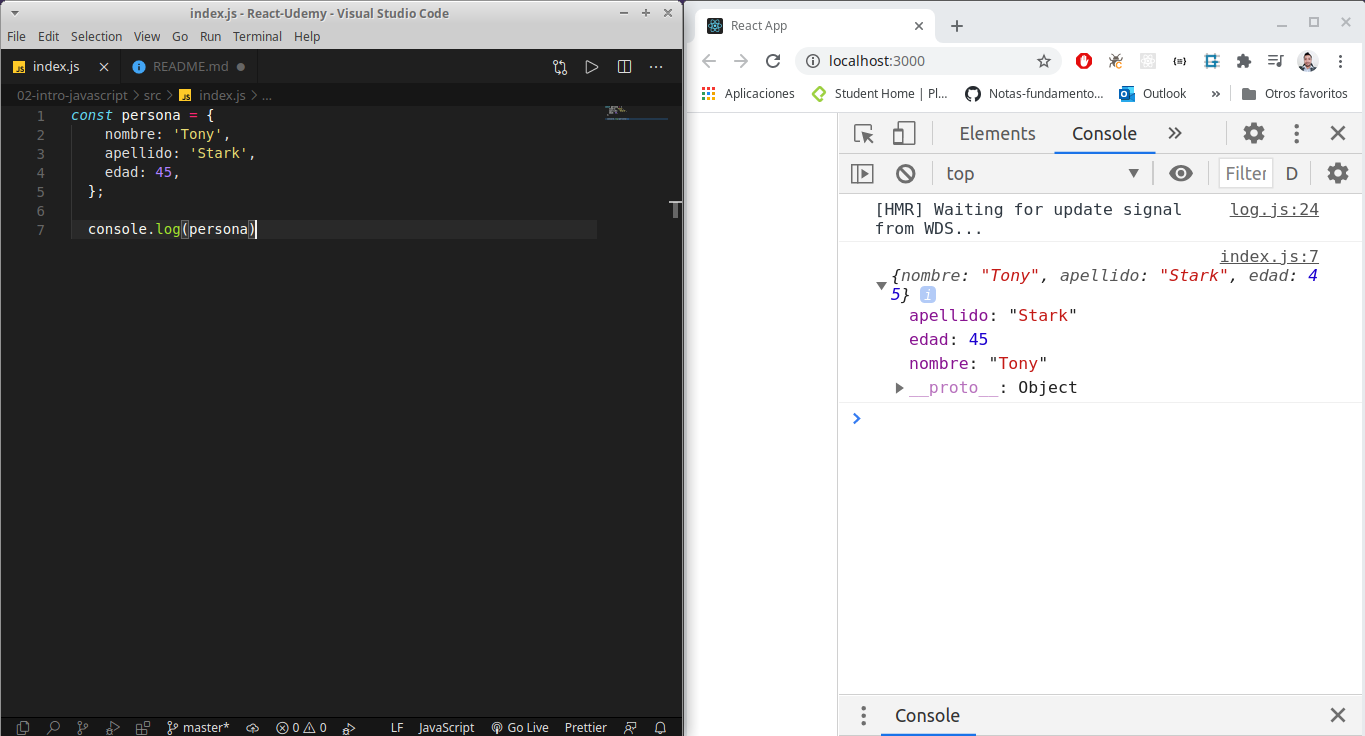 index.js - React-Udemy - Visual Studio Code
File Edit Selection View Go Run Terminal Help
index.js
README.md
02-intro-javascript > src > index.js > ...
1 const persona = {
2 nombre: 'Tony',
3 apellido: 'Stark',
4 edad: 45,
5 };
6
7 console.log(persona)
master* 0 0 LF JavaScript Go Live Prettier
React App
localhost:3000
Aplicaciones Student Home | Pl... Notas-fundamento... Outlook » Otros favoritos
Elements Console »
top Filter D
[HMR] Waiting for update signal log.js:24
from WDS...
index.js:7
{nombre: "Tony", apellido: "Stark", edad: 4
5} i
apellido: "Stark"
edad: 45
nombre: "Tony"
__proto__: Object
Console